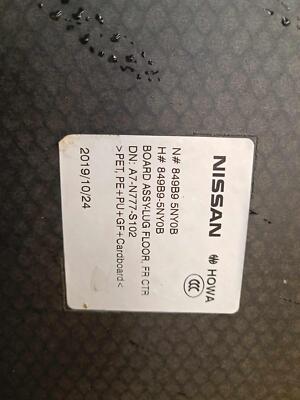 NISSAN
HOWA
CCC
N# 849B9 5NY0B
H# 849B9-5NY0B
BOARD ASSY-LUG FLOOR, FR CTR
DN: A7-N777-S102
>PET, PE+PU+GF+Cardboard<
2019/10/24